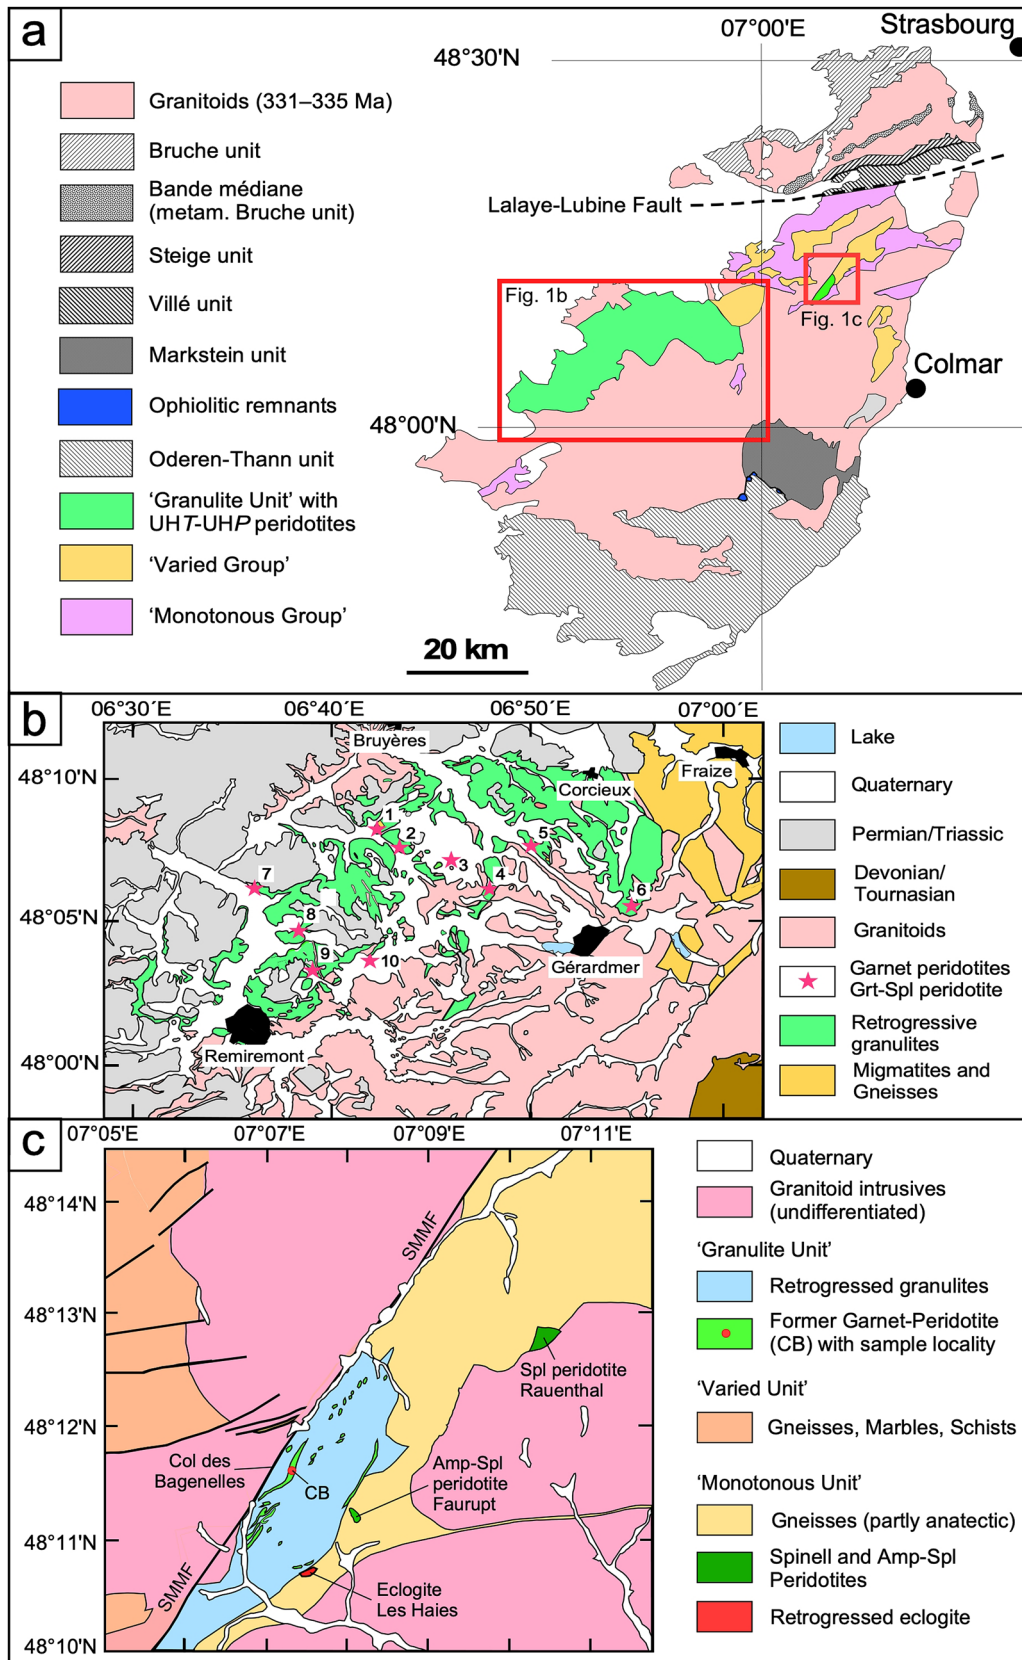 a
Strasbourg
07°00'E
48°30'N
Granitoids (331–335 Ma)
Bruche unit
Bande médiane
(metam. Bruche unit)
Lalaye-Lubine Fault
Steige unit
Villé unit
Fig. 1b
Fig. 1c
Markstein unit
Colmar
Ophiolitic remnants
48°00'N
Oderen-Thann unit
'Granulite Unit' with
UHT-UHP peridotites
'Varied Group'
'Monotonous Group'
20 km
b
06°30'E
06°40'E
06°50'E
07°00'E
Bruyères
Fraize
48°10'N
Corcieux
1
2
5
3
7
4
6
48°05'N
8
9
10
Gérardmer
48°00'N
Remiremont
Lake
Quaternary
Permian/Triassic
Devonian/
Tournasian
Granitoids
Garnet peridotites
Grt-Spl peridotite
Retrogressive
granulites
Migmatites and
Gneisses
c
07°05'E
07°07'E
07°09'E
07°11'E
48°14'N
SMMF
48°13'N
Spl peridotite
Rauenthal
48°12'N
Col des
Bagenelles
CB
Amp-Spl
peridotite
Faurupt
48°11'N
SMMF
Eclogite
Les Haies
48°10'N
Quaternary
Granitoid intrusives
(undifferentiated)
'Granulite Unit'
Retrogressed granulites
Former Garnet-Peridotite
(CB) with sample locality
'Varied Unit'
Gneisses, Marbles, Schists
'Monotonous Unit'
Gneisses (partly anatectic)
Spinell and Amp-Spl
Peridotites
Retrogressed eclogite